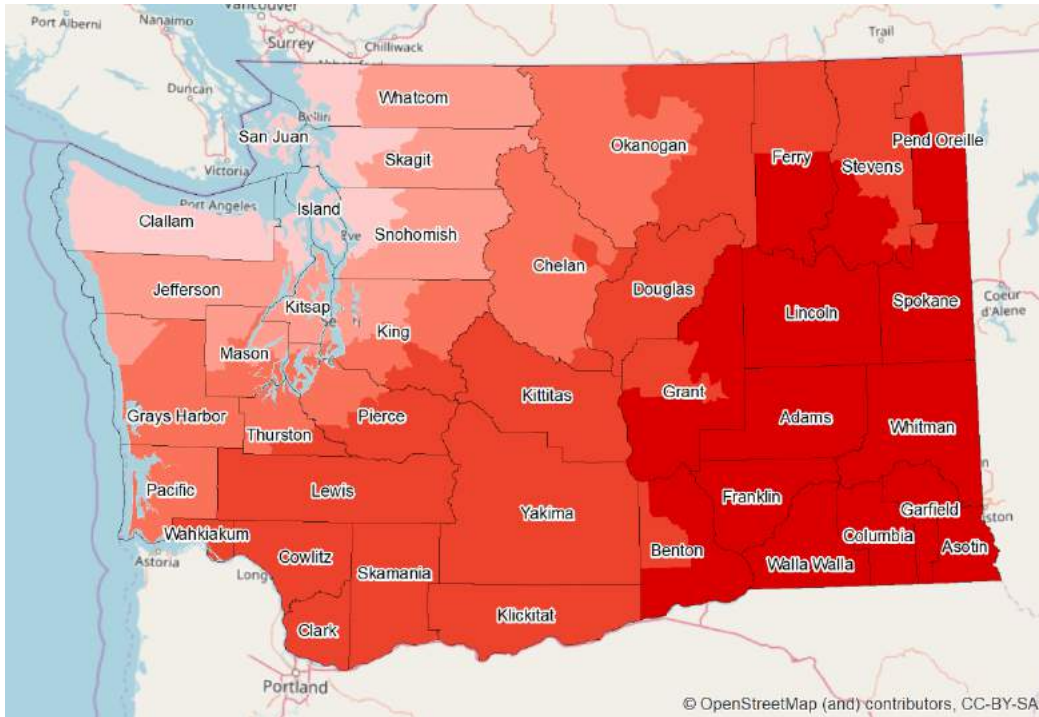 Vancouver
Port Alberni
Nanaimo
Surrey
Chilliwack
Trail
Duncan
Whatcom
Bellin
San Juan
Okanogan
Pend Oreille
Skagit
Ferry
Stevens
Victoria
Port Angeles
Island
Clallam
Snohomish
Chelan
Jefferson
Douglas
Kitsap
Lincoln
Spokane
Coeur
d'Alene
King
Mason
Grant
Kittitas
Grays Harbor
Pierce
Adams
Whitman
Thurston
Pacific
Lewis
Franklin
Garfield
Yakima
Wahkiakum
Columbia
Astoria
Cowlitz
Benton
Asotin
Walla Walla
Skamania
Klickitat
Clark
Portland
© OpenStreetMap (and) contributors, CC-BY-SA